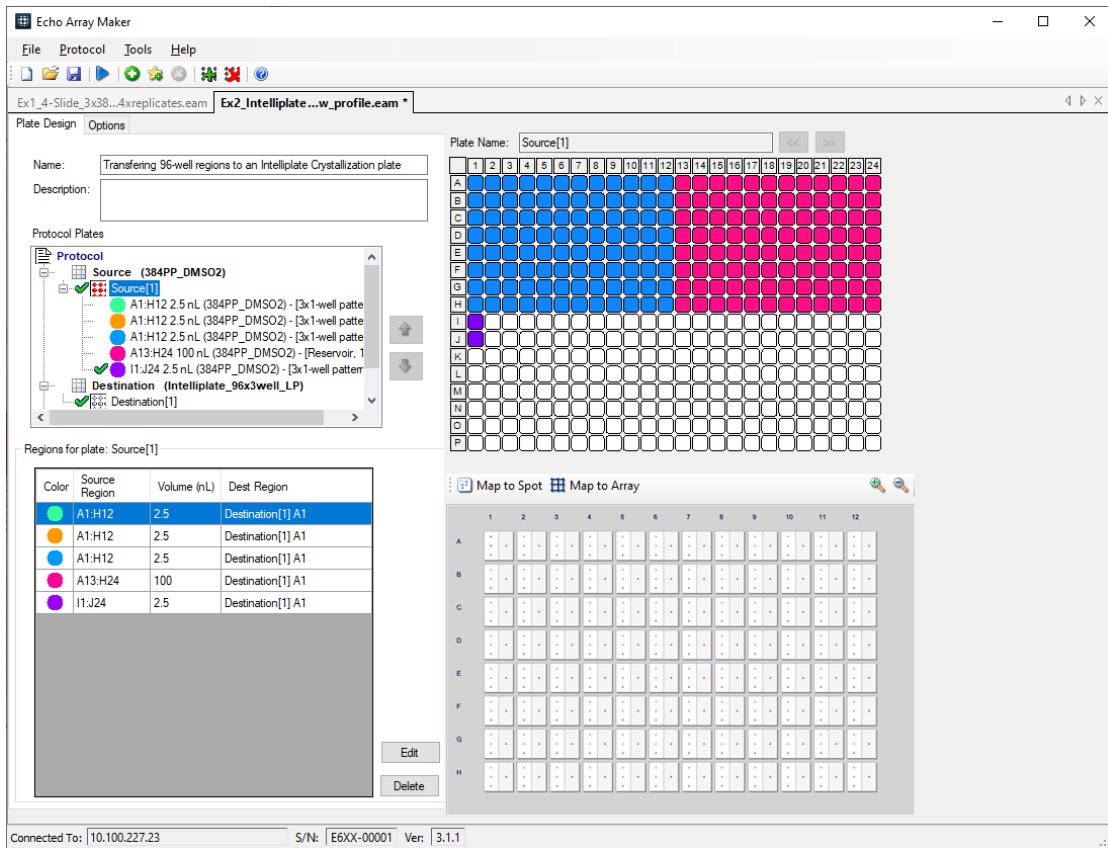 Echo Array Maker
File Protocol Tools Help
Ex1_4-Slide_3x38...4xreplicates.eam Ex2_Intelliplate...w_profile.eam *
Plate Design Options
Name: Transfering 96-well regions to an Intelliplate Crystallization plate
Description:
Protocol Plates
Protocol
Source (384PP_DMSO2)
Source[1]
A1:H12 2.5 nL (384PP_DMSO2) - [3x1-well patte
A1:H12 2.5 nL (384PP_DMSO2) - [3x1-well patte
A1:H12 2.5 nL (384PP_DMSO2) - [3x1-well patte
A13:H24 100 nL (384PP_DMSO2) - [Reservoir, 1
I1:J24 2.5 nL (384PP_DMSO2) - [3x1-well pattern
Destination (Intelliplate_96x3well_LP)
Destination[1]
Regions for plate: Source[1]
Color Source Region Volume (nL) Dest Region
A1:H12 2.5 Destination[1] A1
A1:H12 2.5 Destination[1] A1
A1:H12 2.5 Destination[1] A1
A13:H24 100 Destination[1] A1
I1:J24 2.5 Destination[1] A1
Edit
Delete
Plate Name: Source[1] << >>
1 2 3 4 5 6 7 8 9 10 11 12 13 14 15 16 17 18 19 20 21 22 23 24
A
B
C
D
E
F
G
H
I
J
K
L
M
N
O
P
Map to Spot Map to Array
1 2 3 4 5 6 7 8 9 10 11 12
A
B
C
D
E
F
G
H
Connected To: 10.100.227.23 S/N: E6XX-00001 Ver: 3.1.1